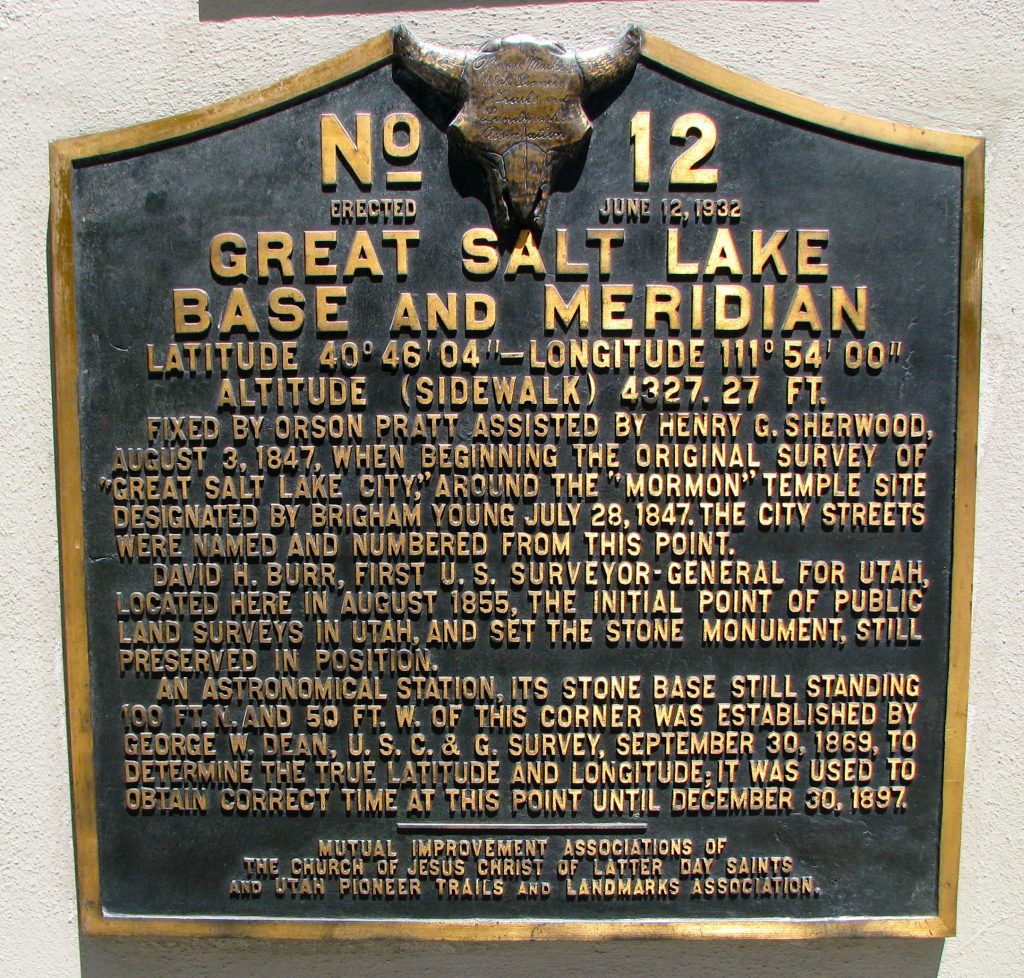 Official Marker
Utah Pioneer
Trails and
Landmarks
Association
Nº 12
ERECTED JUNE 12, 1932
GREAT SALT LAKE
BASE AND MERIDIAN
LATITUDE 40° 46' 04"—LONGITUDE 111° 54' 00"
ALTITUDE (SIDEWALK) 4327.27 FT.
FIXED BY ORSON PRATT ASSISTED BY HENRY G. SHERWOOD,
AUGUST 3, 1847, WHEN BEGINNING THE ORIGINAL SURVEY OF
"GREAT SALT LAKE CITY," AROUND THE "MORMON" TEMPLE SITE
DESIGNATED BY BRIGHAM YOUNG JULY 28, 1847. THE CITY STREETS
WERE NAMED AND NUMBERED FROM THIS POINT.
DAVID H. BURR, FIRST U. S. SURVEYOR-GENERAL FOR UTAH,
LOCATED HERE IN AUGUST 1855, THE INITIAL POINT OF PUBLIC
LAND SURVEYS IN UTAH, AND SET THE STONE MONUMENT, STILL
PRESERVED IN POSITION.
AN ASTRONOMICAL STATION, ITS STONE BASE STILL STANDING
100 FT. N. AND 50 FT. W. OF THIS CORNER WAS ESTABLISHED BY
GEORGE W. DEAN, U. S. C. & G. SURVEY, SEPTEMBER 30, 1869, TO
DETERMINE THE TRUE LATITUDE AND LONGITUDE; IT WAS USED TO
OBTAIN CORRECT TIME AT THIS POINT UNTIL DECEMBER 30, 1897.
MUTUAL IMPROVEMENT ASSOCIATIONS OF
THE CHURCH OF JESUS CHRIST OF LATTER DAY SAINTS
AND UTAH PIONEER TRAILS AND LANDMARKS ASSOCIATION.